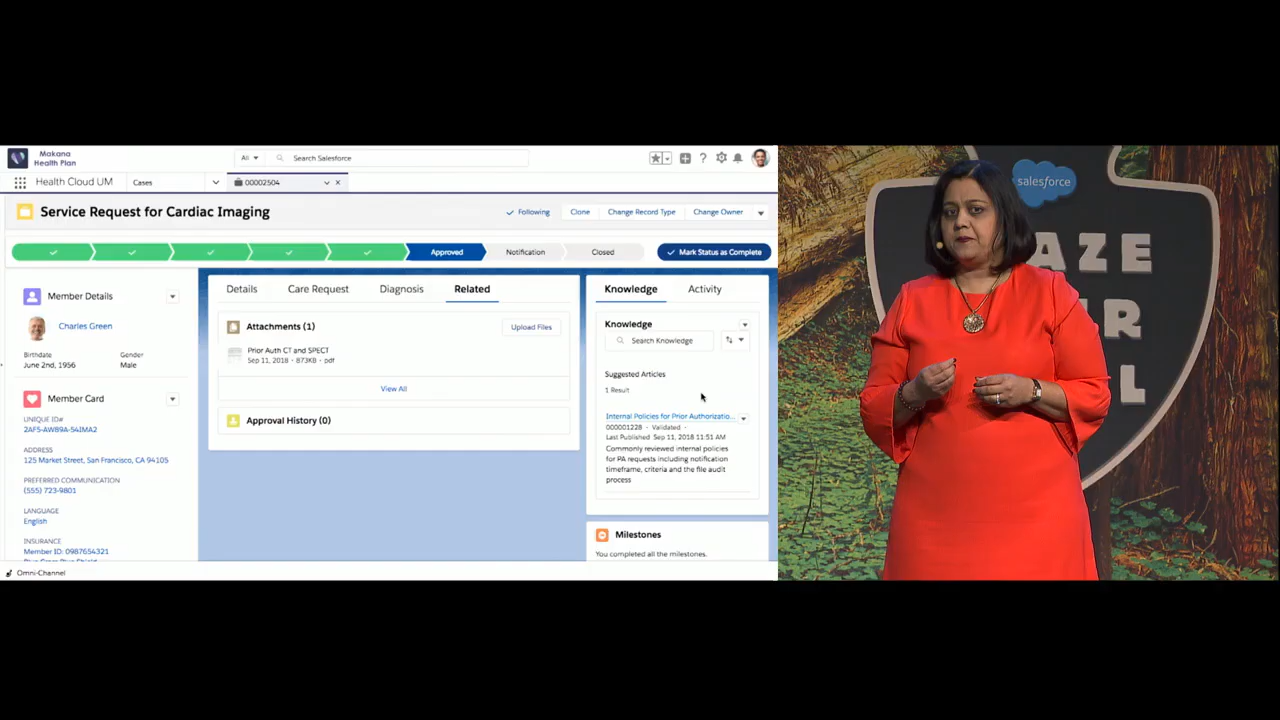 Makana
Health Plan
All
Search Salesforce
Health Cloud UM
Cases
00002504
Service Request for Cardiac Imaging
Following
Clone
Change Record Type
Change Owner
Approved
Notification
Closed
Mark Status as Complete
Member Details
Charles Green
Birthdate
Gender
June 2nd, 1956
Male
Member Card
UNIQUE ID#
2AF5-AW89A-54IMA2
ADDRESS
125 Market Street, San Francisco, CA 94105
PREFERRED COMMUNICATION
(555) 723-9801
LANGUAGE
English
INSURANCE
Member ID: 0987654321
Omni-Channel
Details
Care Request
Diagnosis
Related
Attachments (1)
Upload Files
Prior Auth CT and SPECT
Sep 11, 2018 • 873KB • pdf
View All
Approval History (0)
Knowledge
Activity
Knowledge
Search Knowledge
Suggested Articles
1 Result
Internal Policies for Prior Authorizatio...
000001228 • Validated •
Last Published Sep 11, 2018 11:51 AM
Commonly reviewed internal policies
for PA requests including notification
timeframe, criteria and the file audit
process
Milestones
You completed all the milestones.
salesforce
AZE
R
L